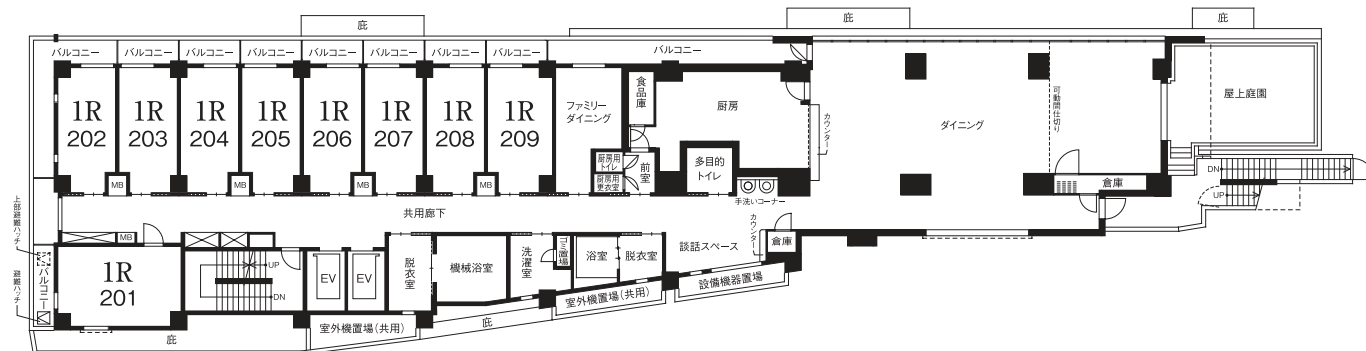 庇
庇
庇
バルコニー
バルコニー
バルコニー
バルコニー
バルコニー
バルコニー
バルコニー
バルコニー
バルコニー
1R
202
1R
203
1R
204
1R
205
1R
206
1R
207
1R
208
1R
209
ファミリー
ダイニング
食品庫
厨房
カウンター
ダイニング
可動間仕切り
屋上庭園
厨房用
トイレ
厨房用
更衣室
前室
多目的
トイレ
手洗いコーナー
倉庫
DN
UP
MB
MB
MB
MB
共用廊下
上部避難ハッチ
避難ハッチ
バルコニー
MB
1R
201
UP
DN
EV
EV
脱衣室
機械浴室
洗濯室
ゴミ置場
浴室
脱衣室
談話スペース
カウンター
倉庫
設備機器置場
室外機置場(共用)
室外機置場(共用)
庇
庇